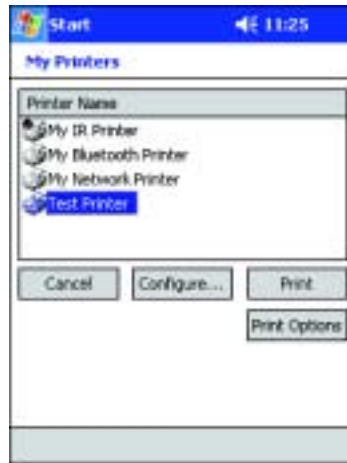 Start 11:25
My Printers
Printer Name
My IR Printer
My Bluetooth Printer
My Network Printer
Test Printer
Cancel Configure... Print
Print Options